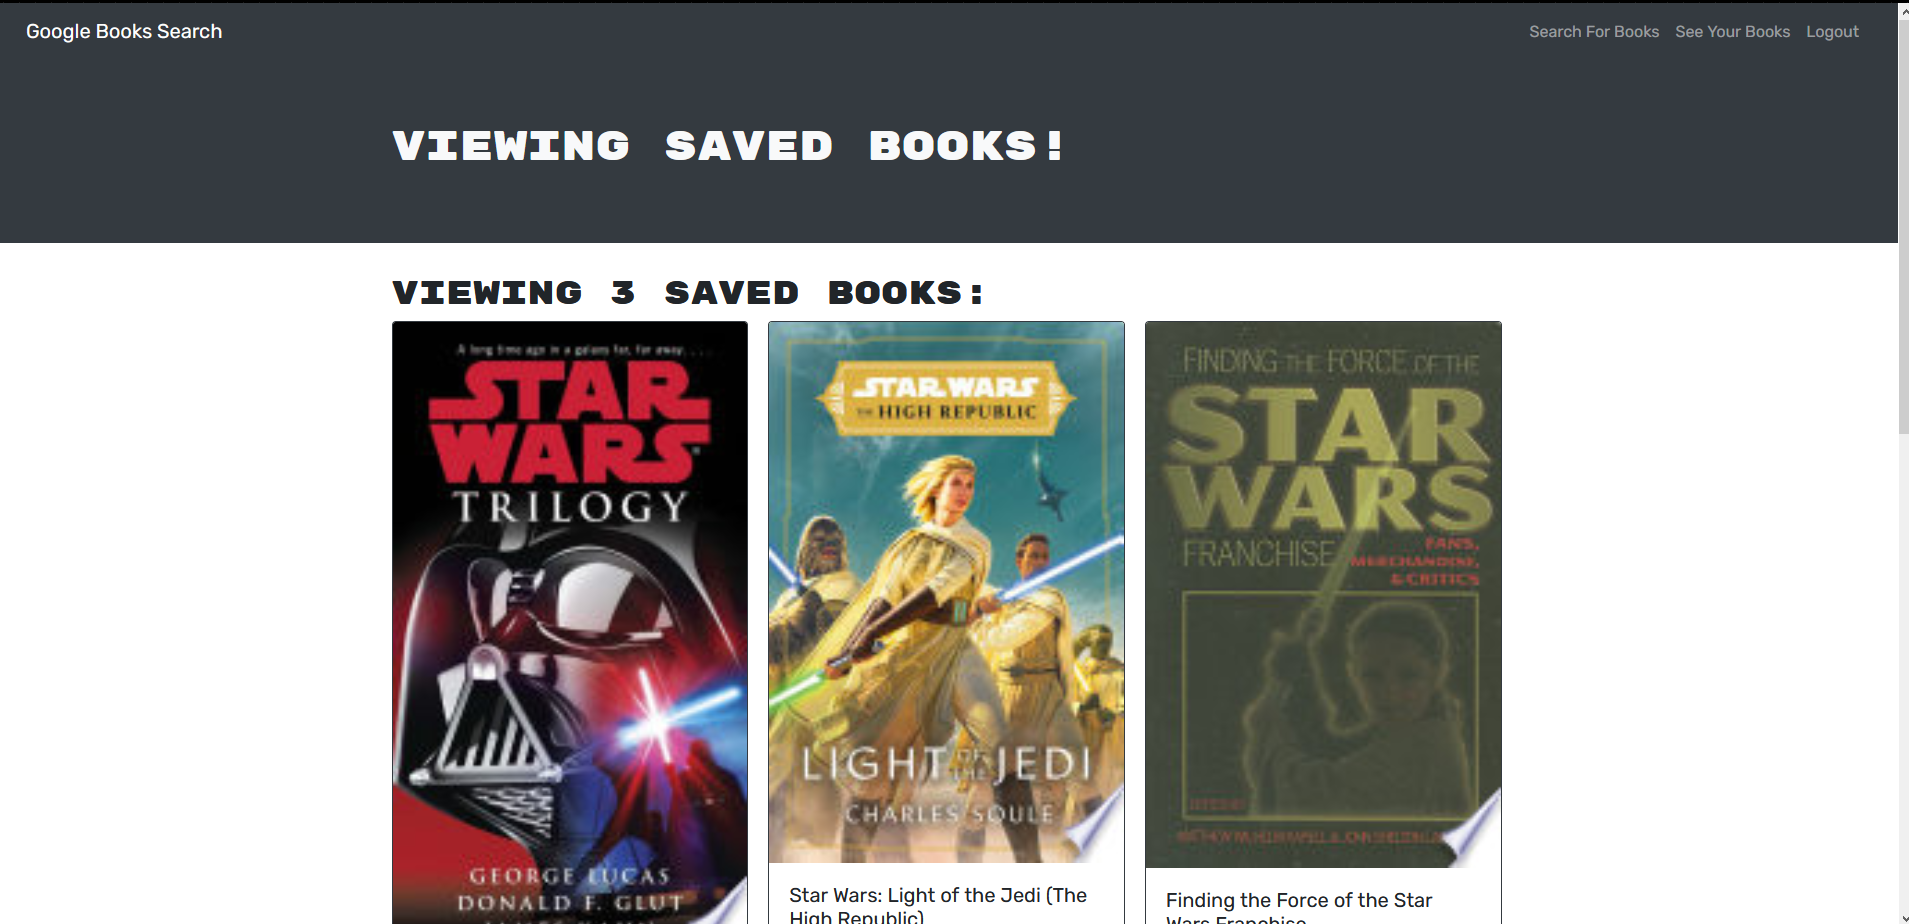 Google Books Search
Search For Books See Your Books Logout
VIEWING SAVED BOOKS!
VIEWING 3 SAVED BOOKS:
A long time ago in a galaxy far, far away. . . .
STAR
WARS
TRILOGY
GEORGE LUCAS
DONALD F. GLUT
STAR WARS
THE HIGH REPUBLIC
LIGHT OF THE JEDI
CHARLES SOULE
Star Wars: Light of the Jedi (The
High Republic)
FINDING THE FORCE OF THE
STAR
WARS
FRANCHISE
FANS,
MERCHANDISE,
& CRITICS
Finding the Force of the Star
Wars Franchise